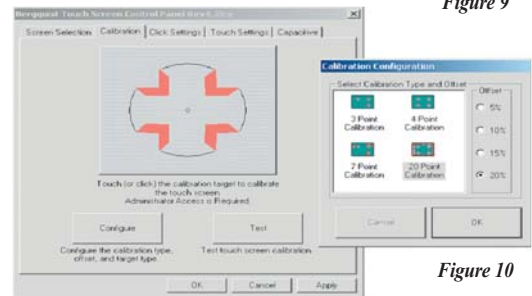 Figure 9
Bergquist Touch Screen Control Panel
Screen Selection | Calibration | Click Settings | Touch Settings | Capacitive
Touch (or click) the calibration target to calibrate
the touch screen.
Administrator Access is Required.
Configure
Test
Configure the calibration type,
offset, and target type.
Test touch screen calibration.
OK
Cancel
Apply
Calibration Configuration
Select Calibration Type and Offset
3 Point
Calibration
4 Point
Calibration
7 Point
Calibration
20 Point
Calibration
Offset
5%
10%
15%
20%
Cancel
OK
Figure 10